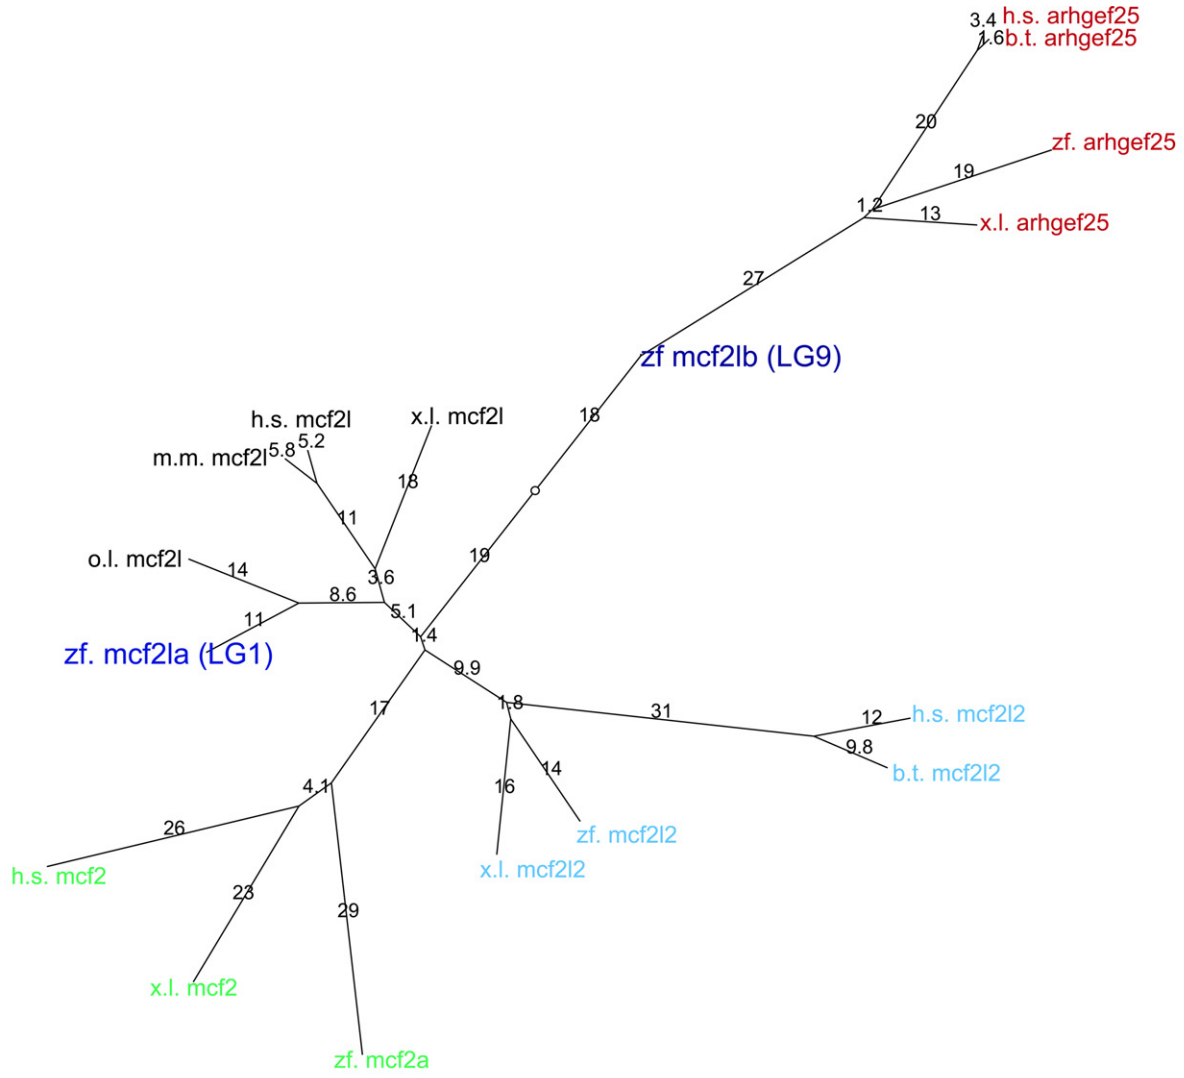 3.4 h.s. arhgef25
1.6 b.t. arhgef25
20
zf. arhgef25
19
1.2
13
x.l. arhgef25
27
zf mcf2lb (LG9)
18
h.s. mcf2l
x.l. mcf2l
5.2
5.8
m.m. mcf2l
18
11
19
o.l. mcf2l
14
3.6
8.6
5.1
11
1.4
zf. mcf2la (LG1)
9.9
1.8
17
31
12
h.s. mcf2l2
9.8
14
b.t. mcf2l2
16
4.1
26
zf. mcf2l2
x.l. mcf2l2
h.s. mcf2
23
29
x.l. mcf2
zf. mcf2a